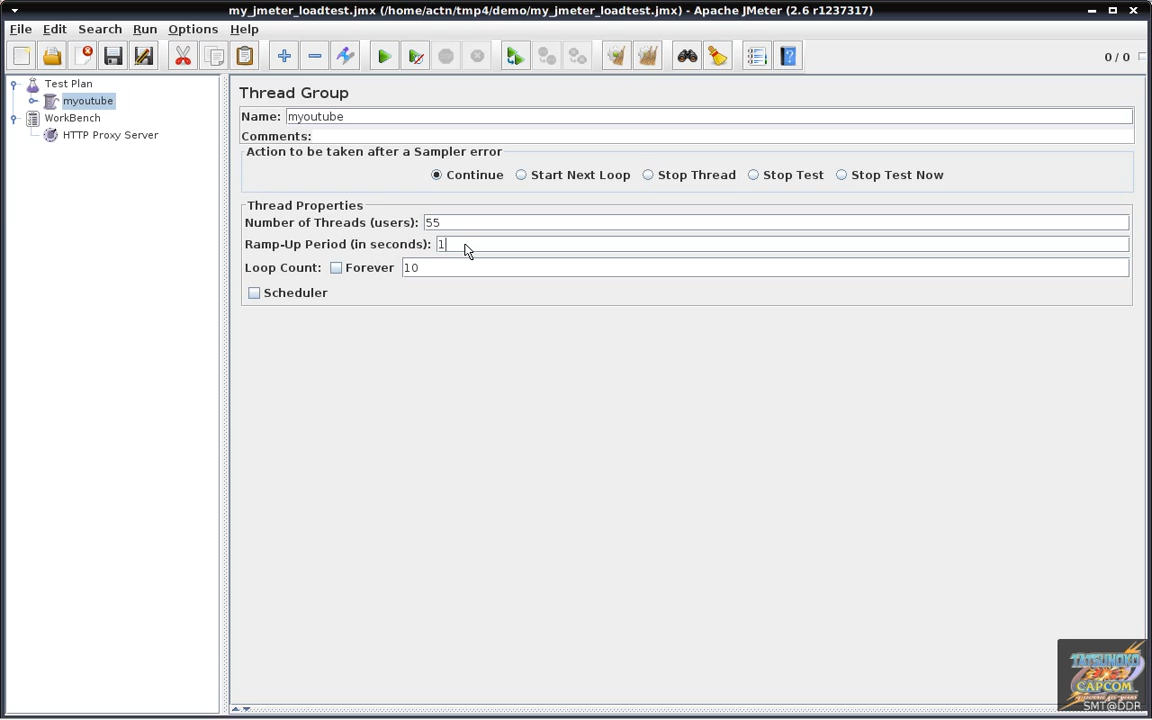 my_jmeter_loadtest.jmx (/home/actn/tmp4/demo/my_jmeter_loadtest.jmx) - Apache JMeter (2.6 r1237317)
File Edit Search Run Options Help
0 / 0
Test Plan
myoutube
WorkBench
HTTP Proxy Server
Thread Group
Name: myoutube
Comments:
Action to be taken after a Sampler error
Continue Start Next Loop Stop Thread Stop Test Stop Test Now
Thread Properties
Number of Threads (users): 55
Ramp-Up Period (in seconds): 1
Loop Count: Forever 10
Scheduler
TATSUNOKO
CAPCOM
SMT@DDR